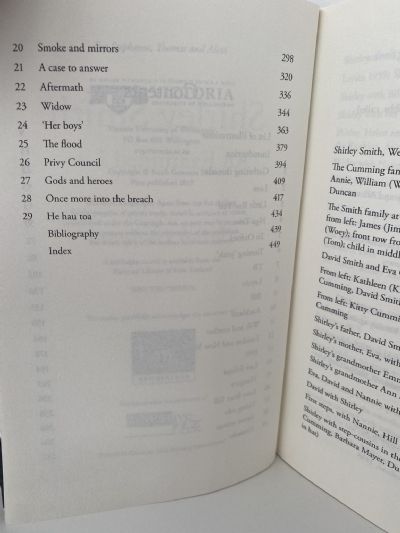 20 Smoke and mirrors 298
21 A case to answer 320
22 Aftermath 336
23 Widow 344
24 'Her boys' 363
25 The flood 379
26 Privy Council 394
27 Gods and heroes 409
28 Once more into the breach 417
29 He hau toa 434
Bibliography 439
Index 449
Shirley Smith, We
The Cumming fam
Annie, William (W
Duncan
The Smith family at
from left: James (Jim
(Woey); front row fro
(Tom); child in middl
David Smith and Eva C
From left: Kathleen (K
Cumming, David Smit
From left: Kitty Cumm
Cumming
Shirley's father, David Sm
Shirley's mother, Eva, with
Shirley's grandmother Emm
Shirley's grandmother Ann
Eva, David and Nannie with
David with Shirley
First steps, with Nannie, Hill
Shirley with step-cousins in the
Cumming, Barbara Mayer, Du
in hat)